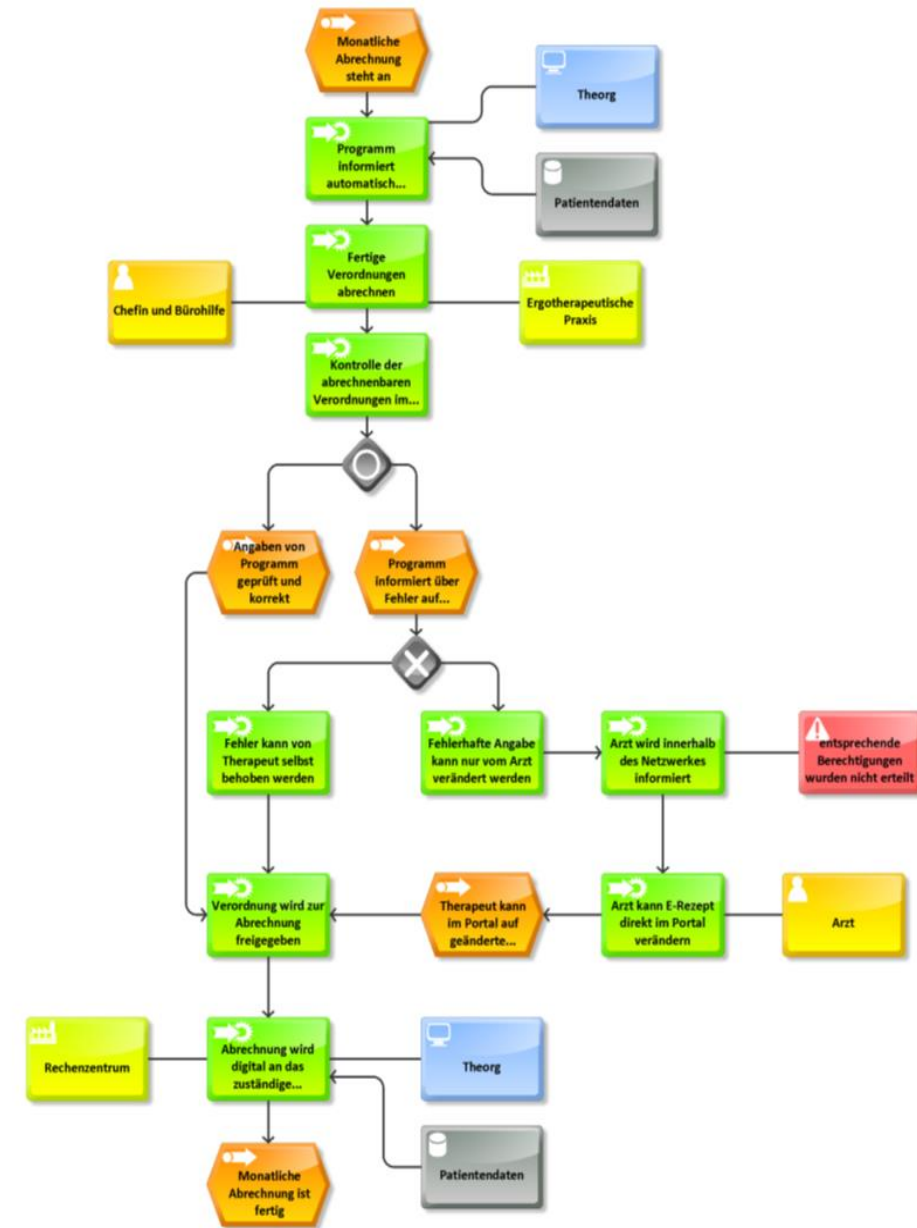 Monatliche
Abrechnung
steht an
Theorg
Programm
informiert
automatisch...
Patientendaten
Fertige
Verordnungen
abrechnen
Chefin und Bürohilfe
Ergotherapeutische
Praxis
Kontrolle der
abrechnenbaren
Verordnungen im...
Angaben von
Programm
geprüft und
korrekt
Programm
informiert über
Fehler auf...
Fehler kann von
Therapeut selbst
behoben werden
Fehlerhafte Angabe
kann nur vom Arzt
verändert werden
Arzt wird innerhalb
des Netzwerkes
informiert
entsprechende
Berechtigungen
wurden nicht erteilt
Verordnung wird zur
Abrechnung
freigegeben
Therapeut kann
im Portal auf
geänderte...
Arzt kann E-Rezept
direkt im Portal
verändern
Arzt
Rechenzentrum
Abrechnung wird
digital an das
zuständige...
Theorg
Patientendaten
Monatliche
Abrechnung ist
fertig